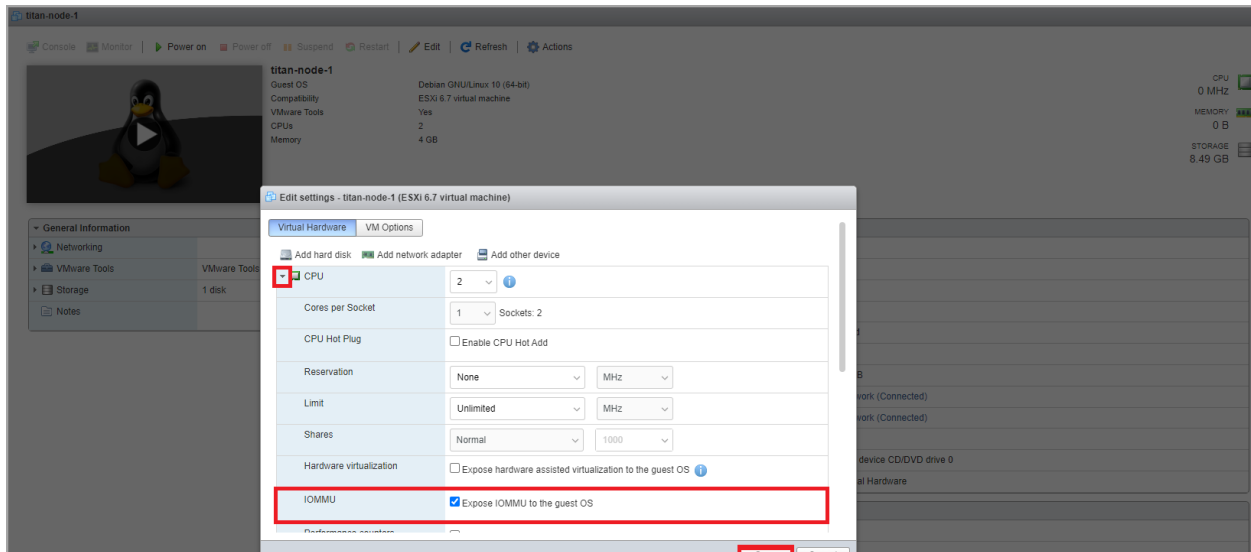 titan-node-1
Console Monitor Power on Power off Suspend Restart Edit Refresh Actions
titan-node-1
Guest OS Debian GNU/Linux 10 (64-bit)
Compatibility ESXi 6.7 virtual machine
VMware Tools Yes
CPUs 2
Memory 4 GB
CPU
0 MHz
MEMORY
0 B
STORAGE
8.49 GB
General Information
Networking
VMware Tools VMware Tools
Storage 1 disk
Notes
Edit settings - titan-node-1 (ESXi 6.7 virtual machine)
Virtual Hardware VM Options
Add hard disk Add network adapter Add other device
CPU 2
Cores per Socket 1 Sockets: 2
CPU Hot Plug Enable CPU Hot Add
Reservation None MHz
Limit Unlimited MHz
Shares Normal 1000
Hardware virtualization Expose hardware assisted virtualization to the guest OS
IOMMU Expose IOMMU to the guest OS
Performance counters
B
(Connected)
(Connected)
device CD/DVD drive 0
Hardware